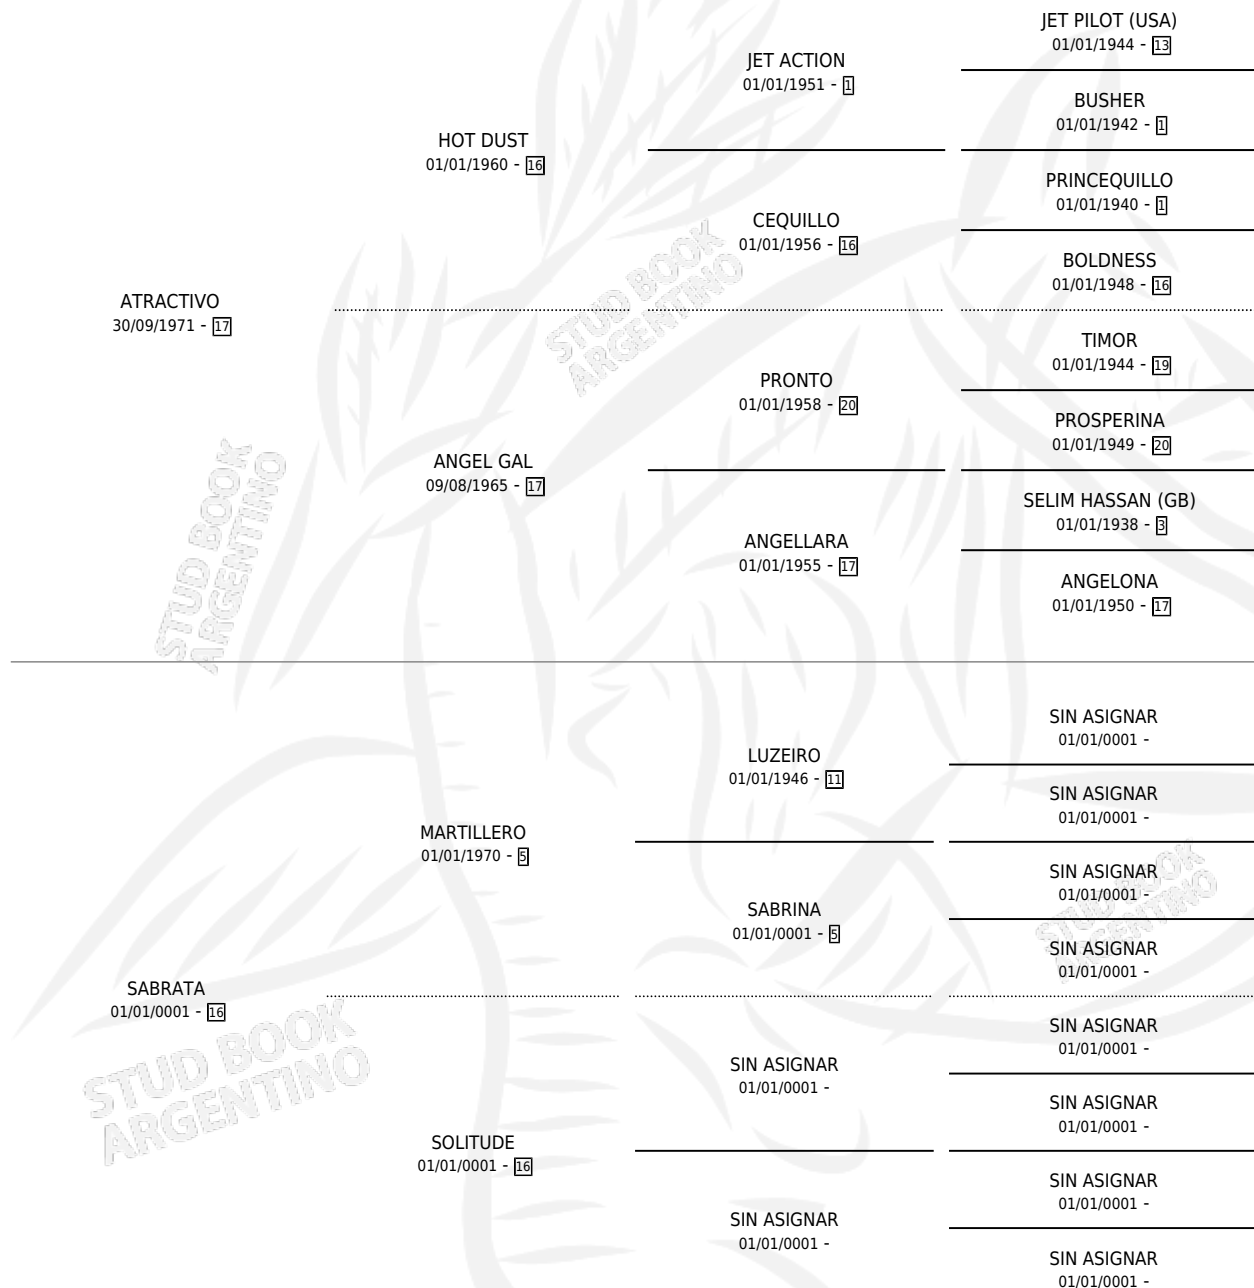 JET PILOT (USA)
01/01/1944 - 13
JET ACTION
01/01/1951 - 1
BUSHER
01/01/1942 - 1
HOT DUST
01/01/1960 - 16
PRINCEQUILLO
01/01/1940 - 1
CEQUILLO
01/01/1956 - 16
BOLDNESS
01/01/1948 - 16
ATRACTIVO
30/09/1971 - 17
TIMOR
01/01/1944 - 19
PRONTO
01/01/1958 - 20
PROSPERINA
01/01/1949 - 20
ANGEL GAL
09/08/1965 - 17
SELIM HASSAN (GB)
01/01/1938 - 3
ANGELLARA
01/01/1955 - 17
ANGELONA
01/01/1950 - 17
STUD BOOK
ARGENTINO
STUD BOOK
ARGENTINO
SIN ASIGNAR
01/01/0001 -
LUZEIRO
01/01/1946 - 11
SIN ASIGNAR
01/01/0001 -
MARTILLERO
01/01/1970 - 5
SIN ASIGNAR
01/01/0001 -
SABRINA
01/01/0001 - 5
SIN ASIGNAR
01/01/0001 -
STUD BOOK
ARGENTINO
SABRATA
01/01/0001 - 16
SIN ASIGNAR
01/01/0001 -
SIN ASIGNAR
01/01/0001 -
SIN ASIGNAR
01/01/0001 -
STUD BOOK
ARGENTINO
SOLITUDE
01/01/0001 - 16
SIN ASIGNAR
01/01/0001 -
SIN ASIGNAR
01/01/0001 -
SIN ASIGNAR
01/01/0001 -